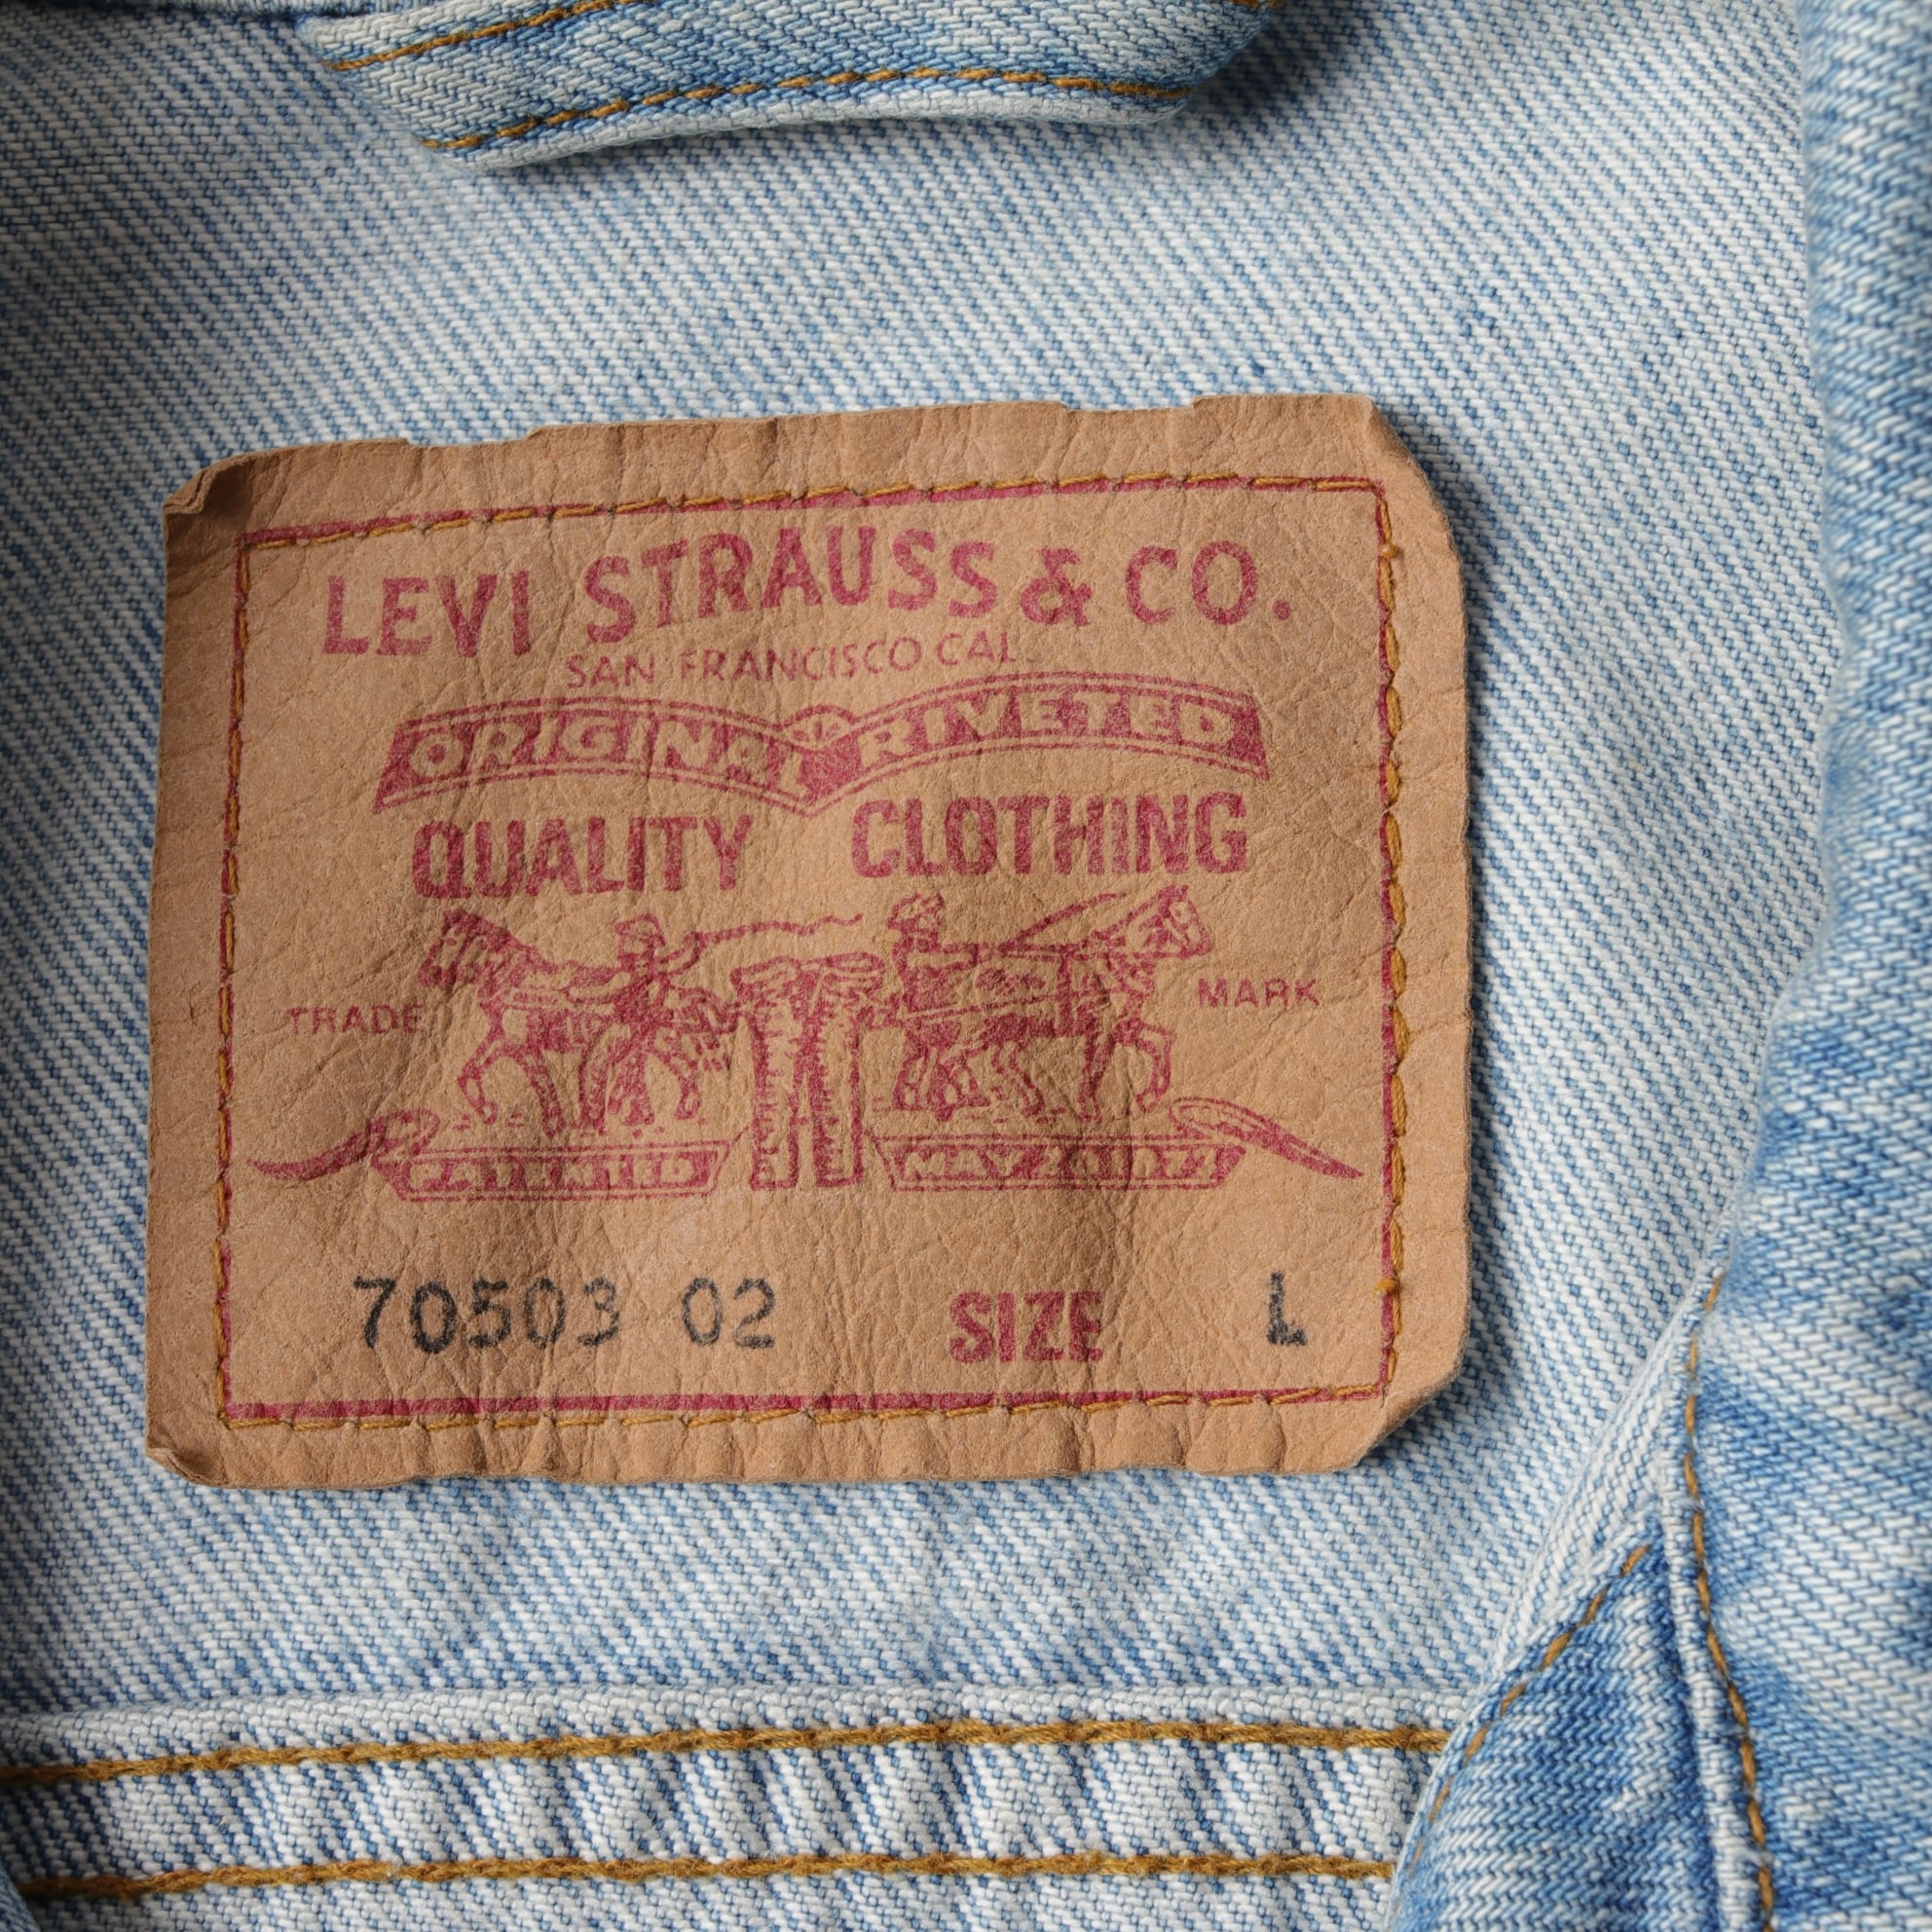 LEVI STRAUSS & CO.
SAN FRANCISCO CAL.
ORIGINAL RIVETED
QUALITY CLOTHING
TRADE MARK
70503 02 SIZE L